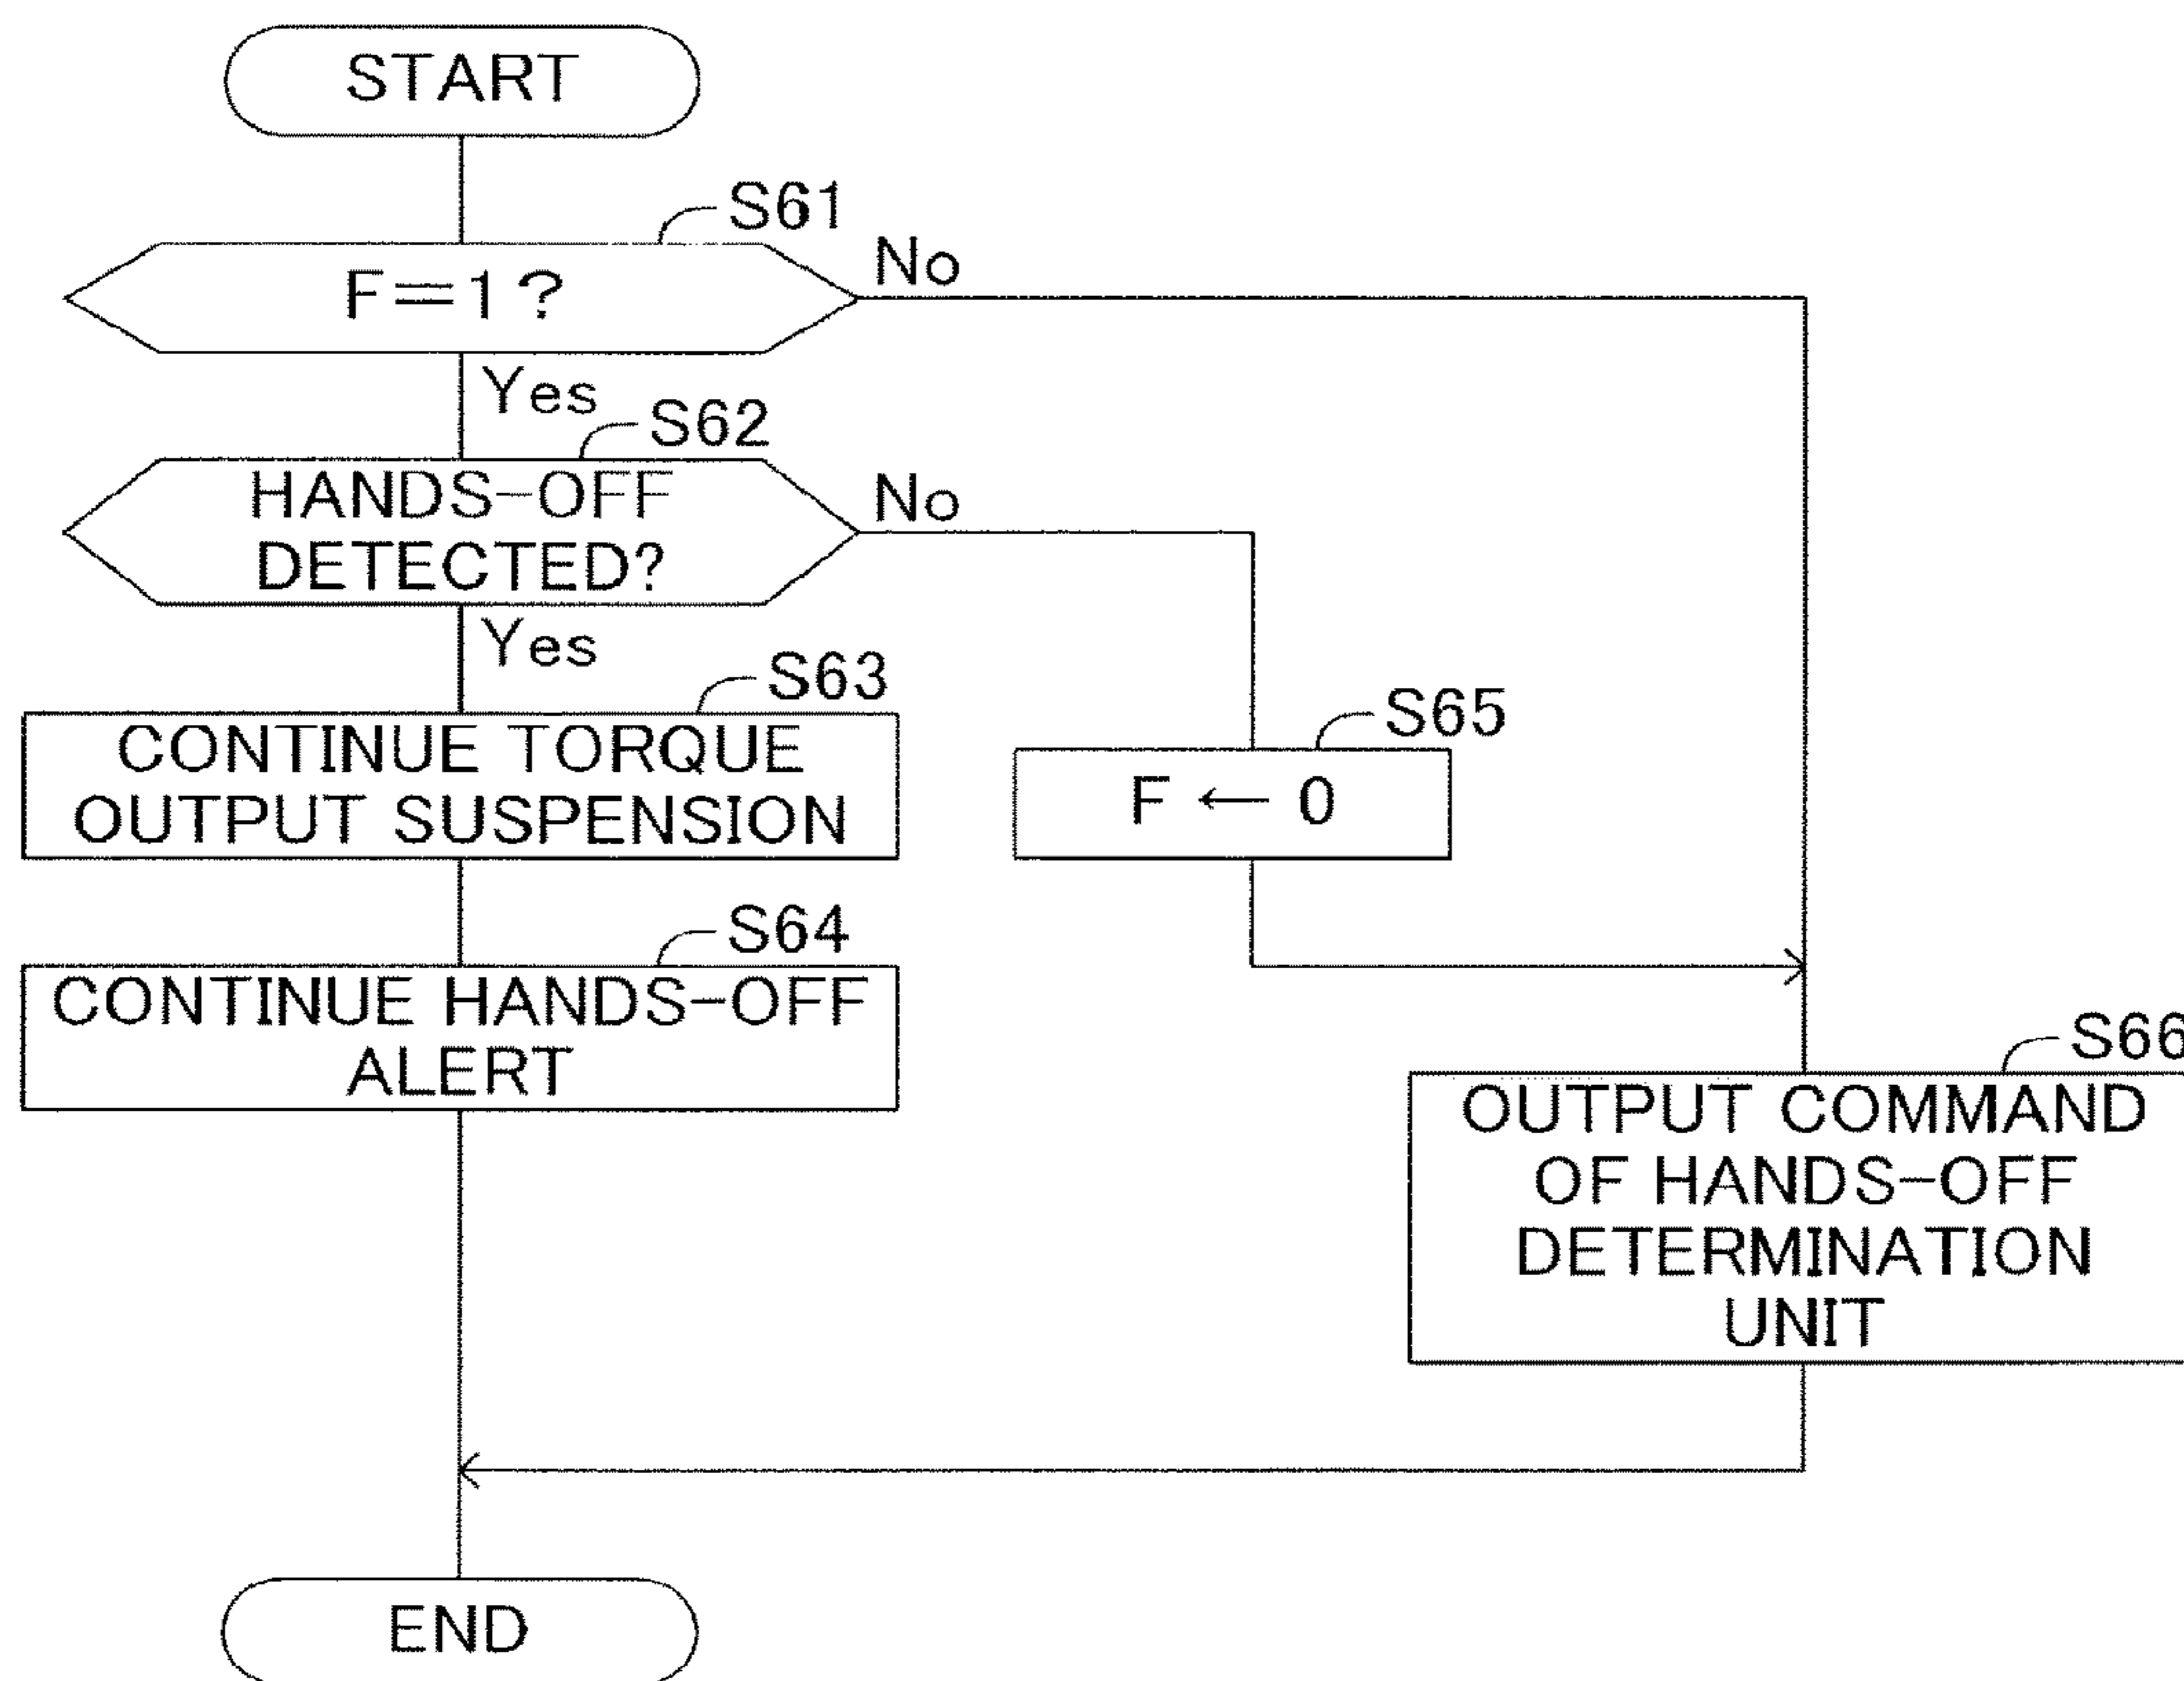 START
S61
F=1?
No
Yes
S62
HANDS-OFF
DETECTED?
No
Yes
S63
CONTINUE TORQUE
OUTPUT SUSPENSION
S65
F ← 0
S64
CONTINUE HANDS-OFF
ALERT
S66
OUTPUT COMMAND
OF HANDS-OFF
DETERMINATION
UNIT
END